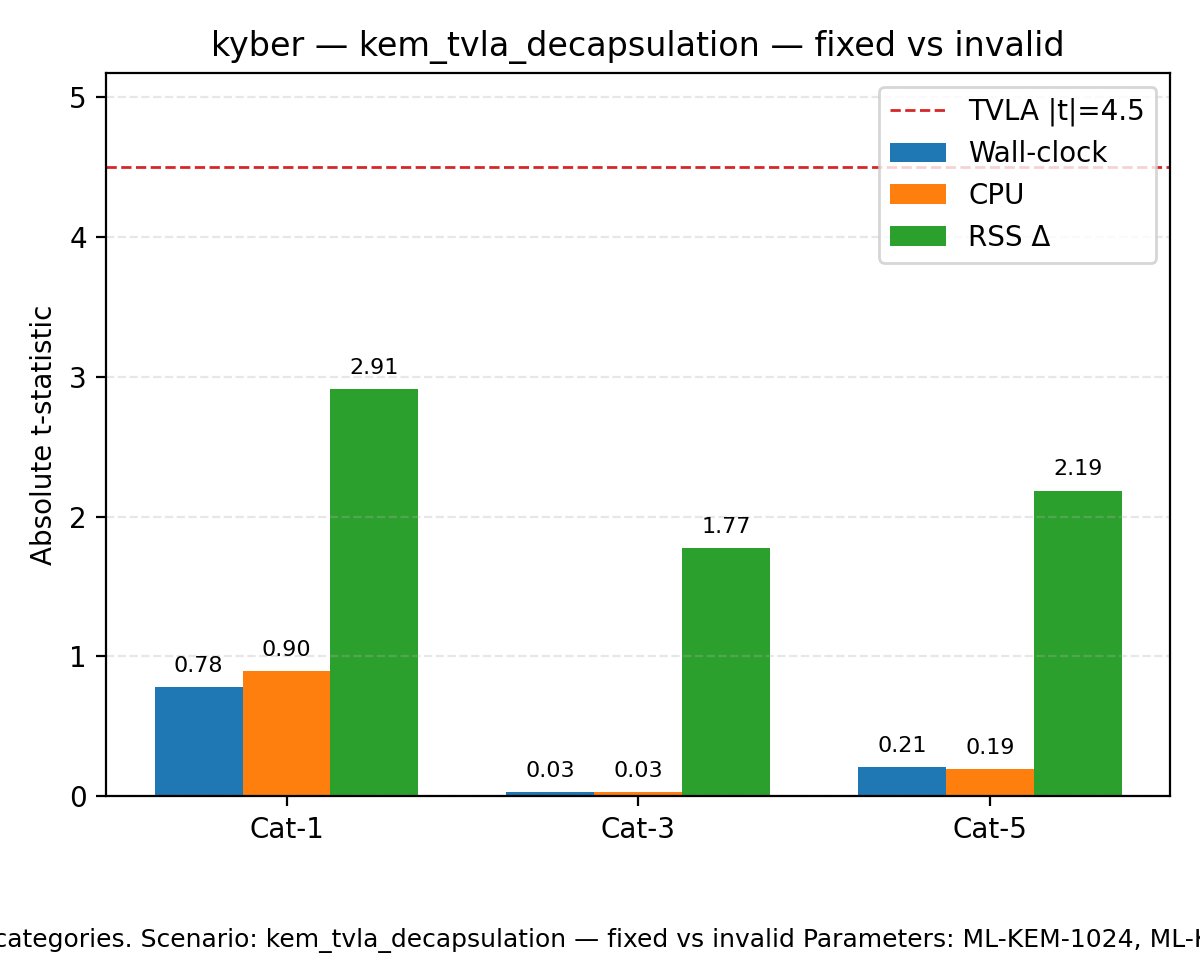 kyber — kem_tvla_decapsulation — fixed vs invalid
5
4
3
2
1
0
Absolute t-statistic
TVLA |t|=4.5
Wall-clock
CPU
RSS Δ
0.78
0.90
2.91
0.03
0.03
1.77
0.21
0.19
2.19
Cat-1
Cat-3
Cat-5
categories. Scenario: kem_tvla_decapsulation — fixed vs invalid Parameters: ML-KEM-1024, ML-